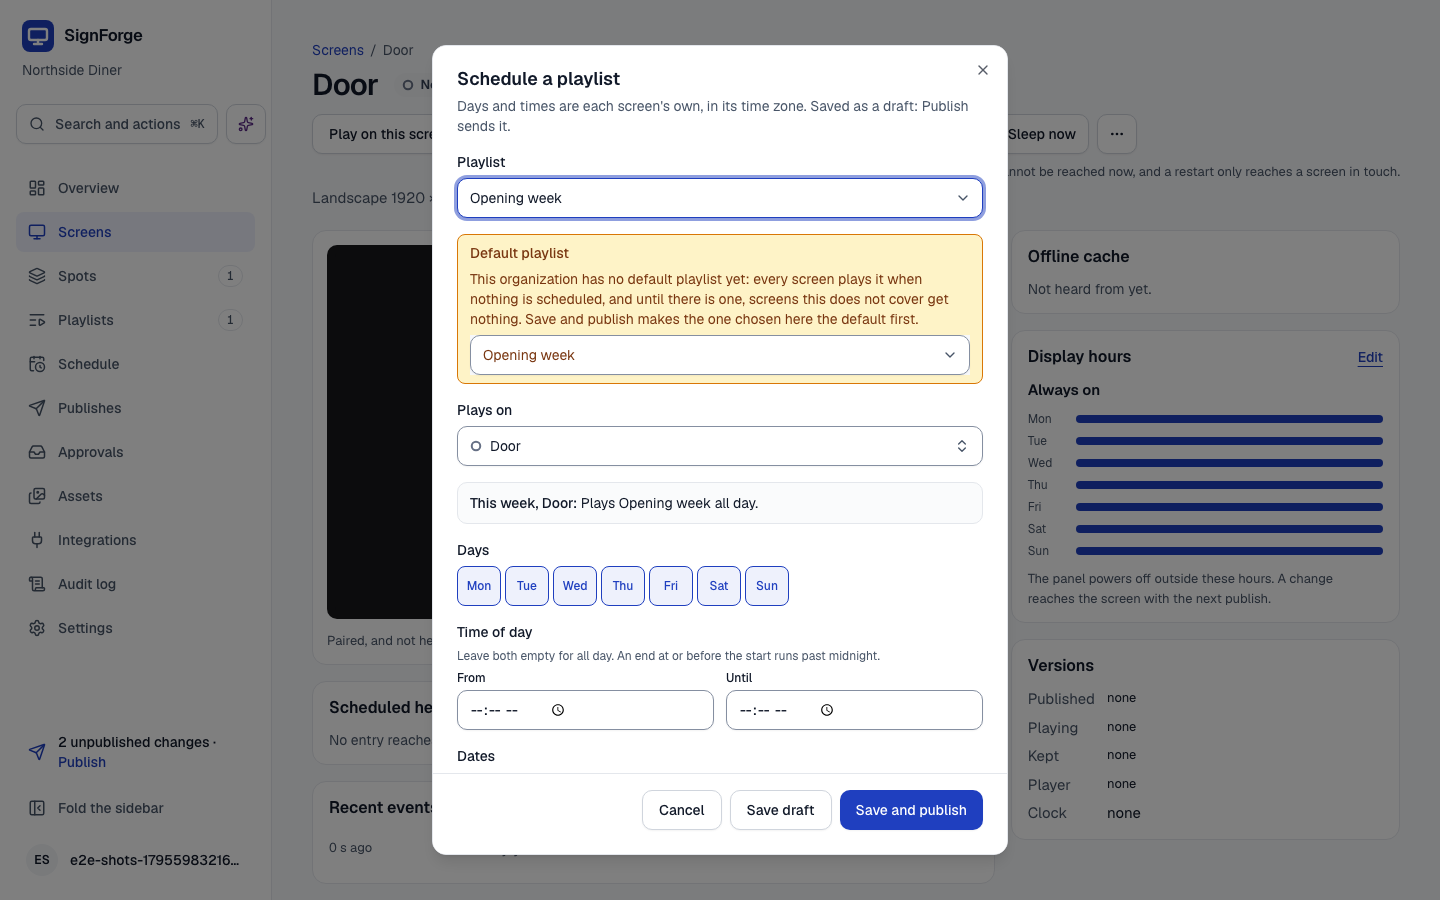 SignForge
Northside Diner
Search and actions ⌘K
Overview
Screens
Spots 1
Playlists 1
Schedule
Publishes
Approvals
Assets
Integrations
Audit log
Settings
2 unpublished changes ·
Publish
Fold the sidebar
ES e2e-shots-17955983216...
Screens / Door
Door
Play on this
Sleep now
not be reached now, and a restart only reaches a screen in touch.
Landscape 1920
Paired, and not
Scheduled
No entry
Recent events
0 s ago
Schedule a playlist
Days and times are each screen's own, in its time zone. Saved as a draft: Publish
sends it.
Playlist
Opening week
Default playlist
This organization has no default playlist yet: every screen plays it when
nothing is scheduled, and until there is one, screens this does not cover get
nothing. Save and publish makes the one chosen here the default first.
Opening week
Plays on
Door
This week, Door: Plays Opening week all day.
Days
Mon Tue Wed Thu Fri Sat Sun
Time of day
Leave both empty for all day. An end at or before the start runs past midnight.
From Until
--:-- -- --:-- --
Dates
Cancel Save draft Save and publish
Offline cache
Not heard from yet.
Display hours Edit
Always on
Mon
Tue
Wed
Thu
Fri
Sat
Sun
The panel powers off outside these hours. A change
reaches the screen with the next publish.
Versions
Published none
Playing none
Kept none
Player none
Clock none